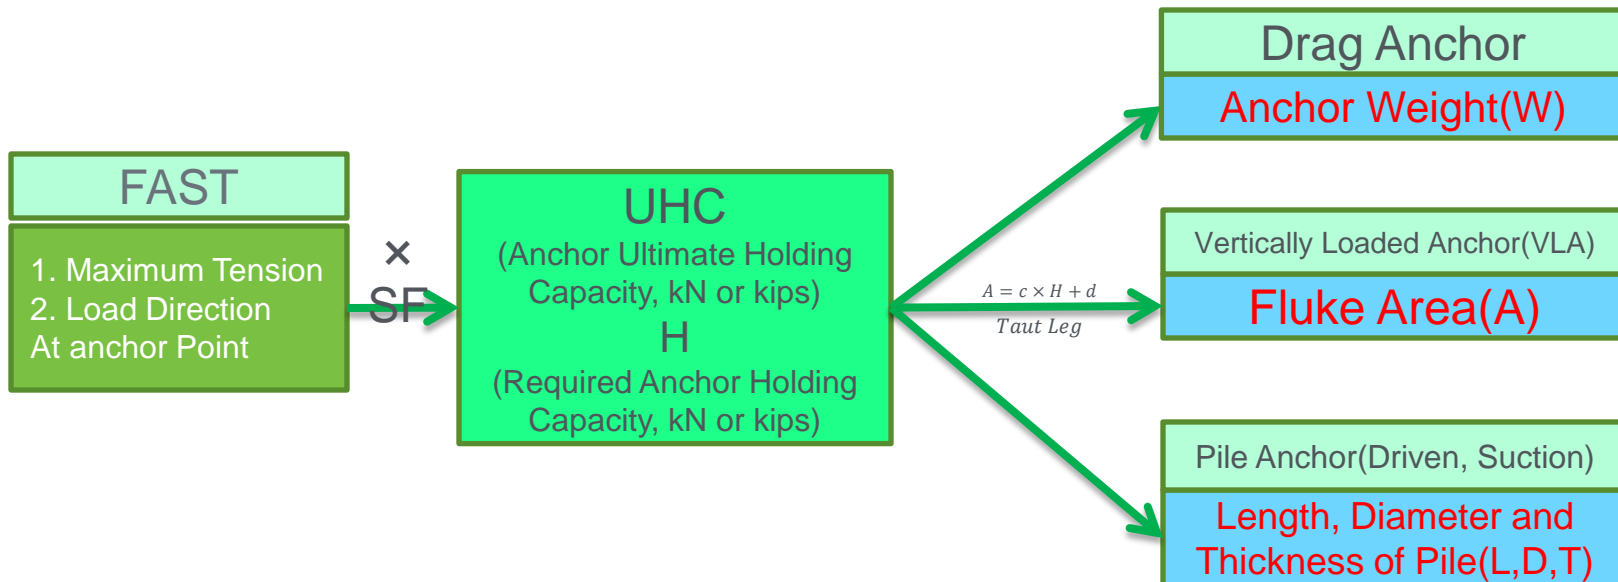 FAST
1. Maximum Tension
2. Load Direction
At anchor Point
×
SF
UHC
(Anchor Ultimate Holding
Capacity, kN or kips)
H
(Required Anchor Holding
Capacity, kN or kips)
Drag Anchor
Anchor Weight(W)
A = c × H + d
Taut Leg
Vertically Loaded Anchor(VLA)
Fluke Area(A)
Pile Anchor(Driven, Suction)
Length, Diameter and
Thickness of Pile(L,D,T)